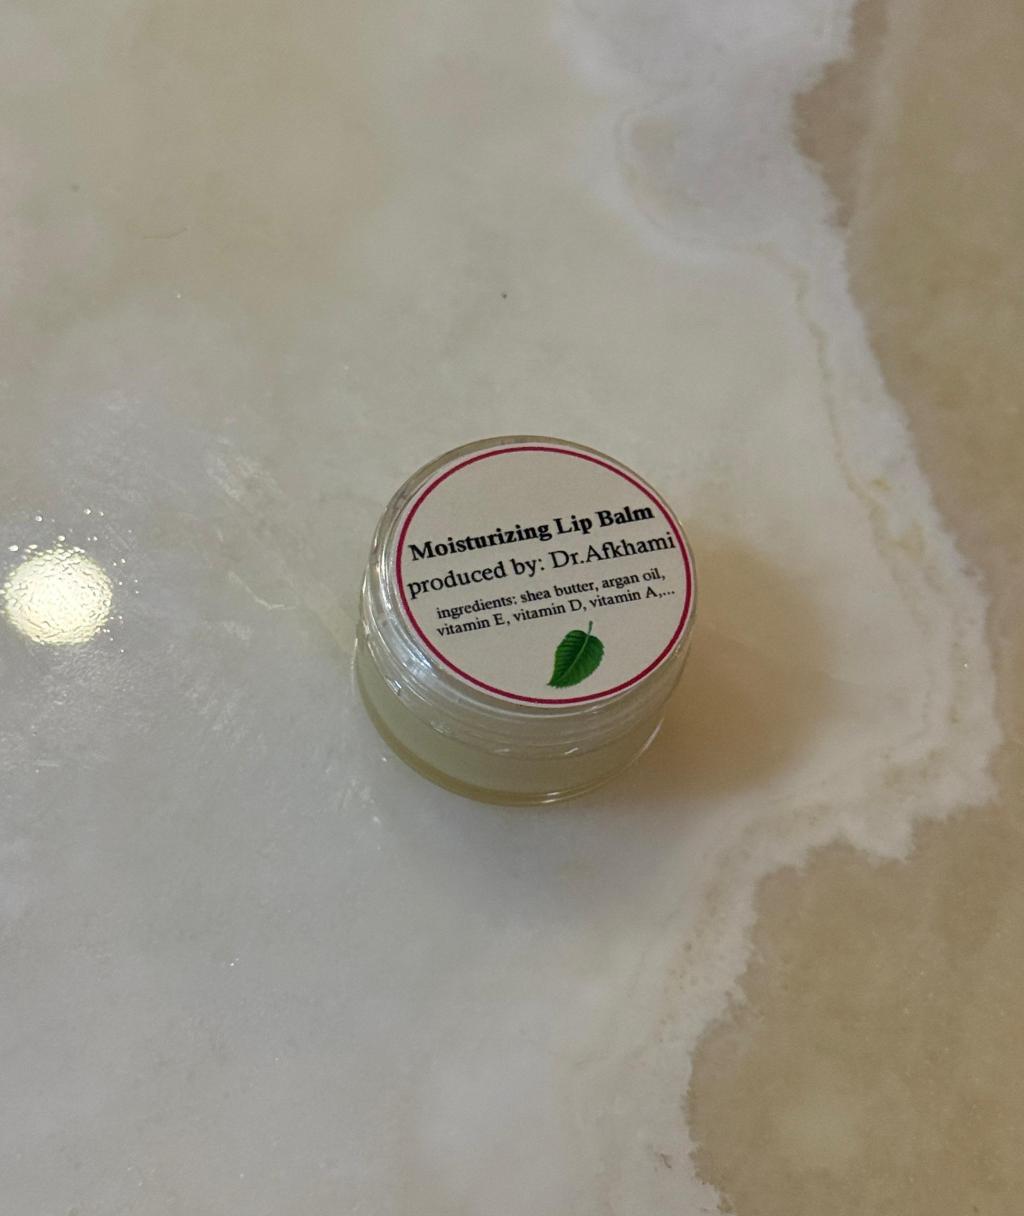 Moisturizing Lip Balm
produced by: Dr.Afkhami
ingredients: shea butter, argan oil,
vitamin E, vitamin D, vitamin A,...